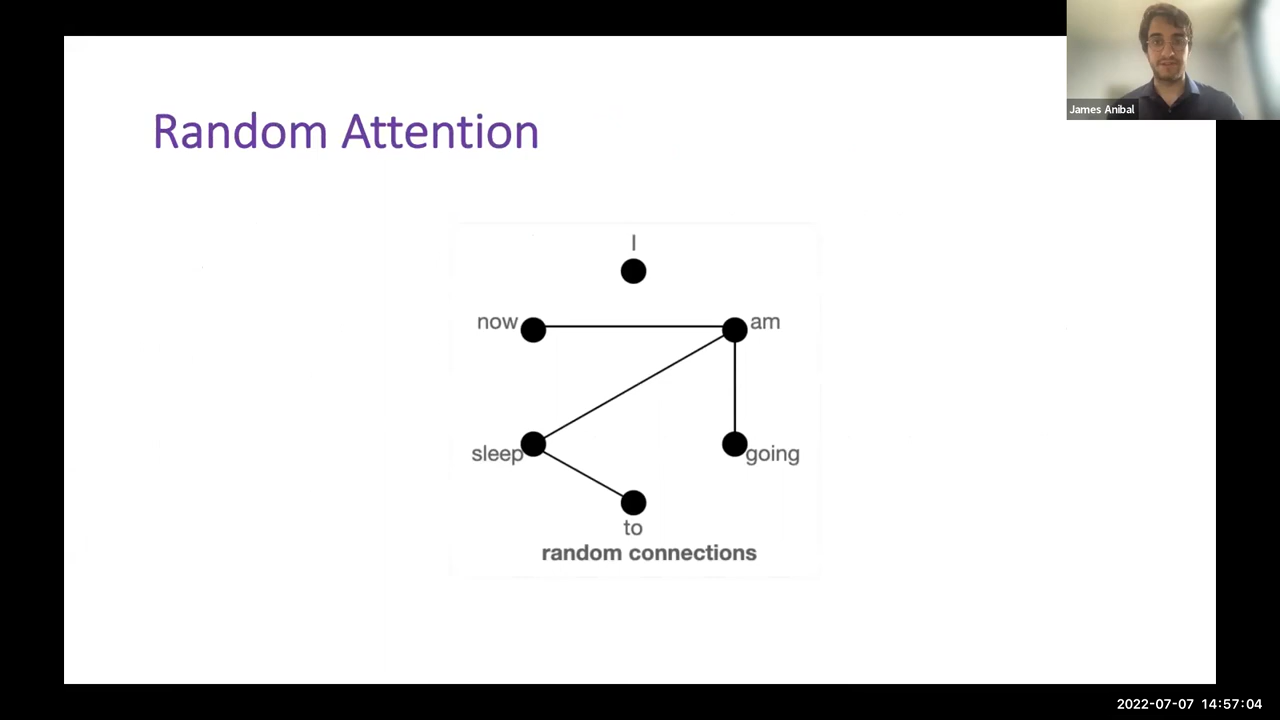 James Anibal
Random Attention
I
now
am
sleep
going
to
random connections
2022-07-07 14:57:04